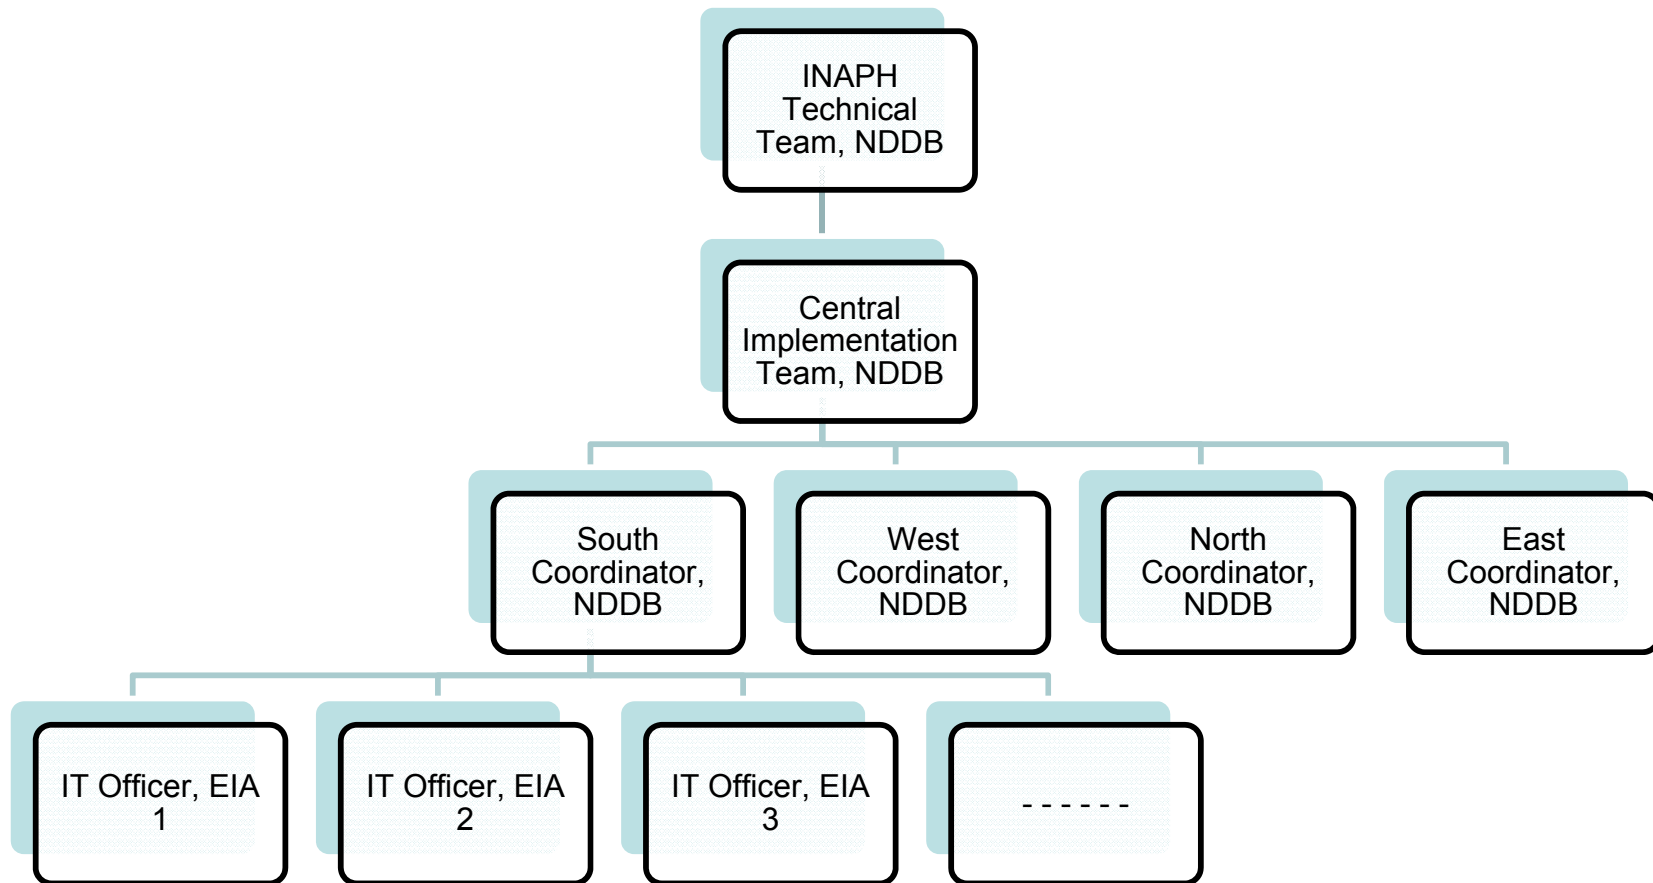 INAPH
Technical
Team, NDDB
Central
Implementation
Team, NDDB
South
Coordinator,
NDDB
West
Coordinator,
NDDB
North
Coordinator,
NDDB
East
Coordinator,
NDDB
IT Officer, EIA
1
IT Officer, EIA
2
IT Officer, EIA
3
- - - - - -